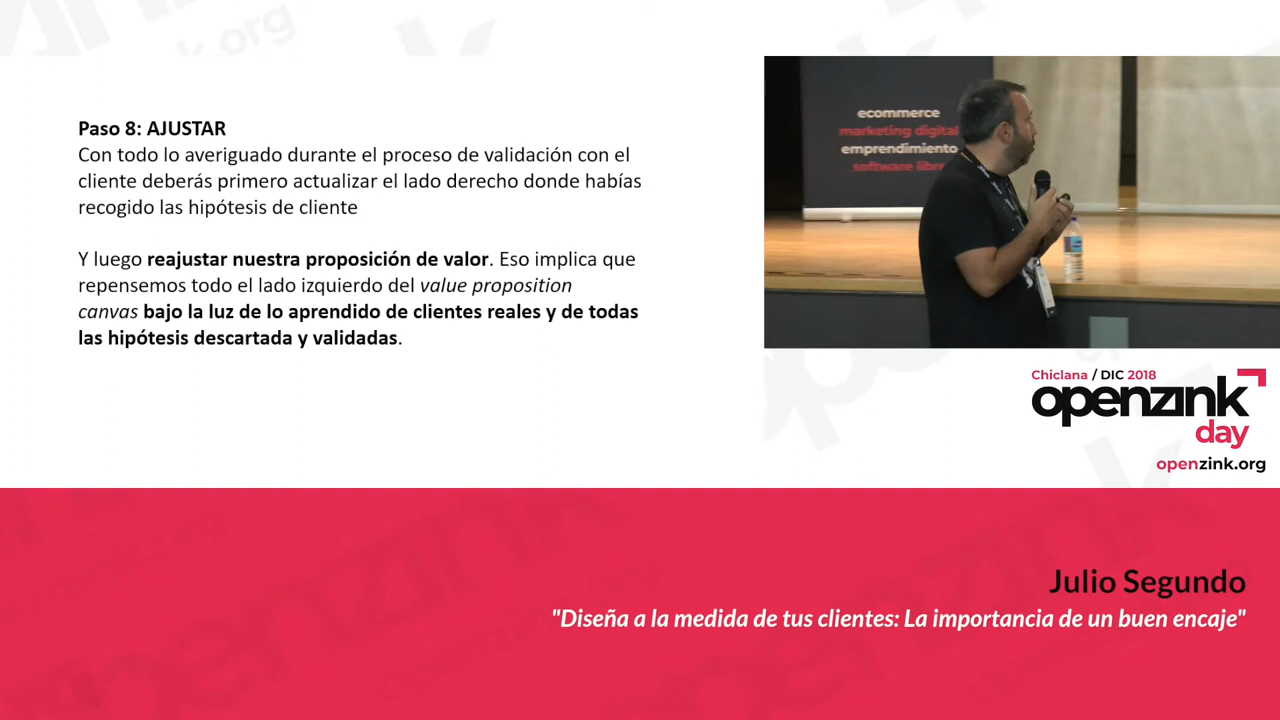 Paso 8: AJUSTAR
Con todo lo averiguado durante el proceso de validación con el
cliente deberás primero actualizar el lado derecho donde habías
recogido las hipótesis de cliente
Y luego reajustar nuestra proposición de valor. Eso implica que
repensemos todo el lado izquierdo del value proposition
canvas bajo la luz de lo aprendido de clientes reales y de todas
las hipótesis descartada y validadas.
ecommerce
marketing digital
emprendimiento
software libre
Chiclana / DIC 2018
openzink
day
openzink.org
Julio Segundo
"Diseña a la medida de tus clientes: La importancia de un buen encaje"